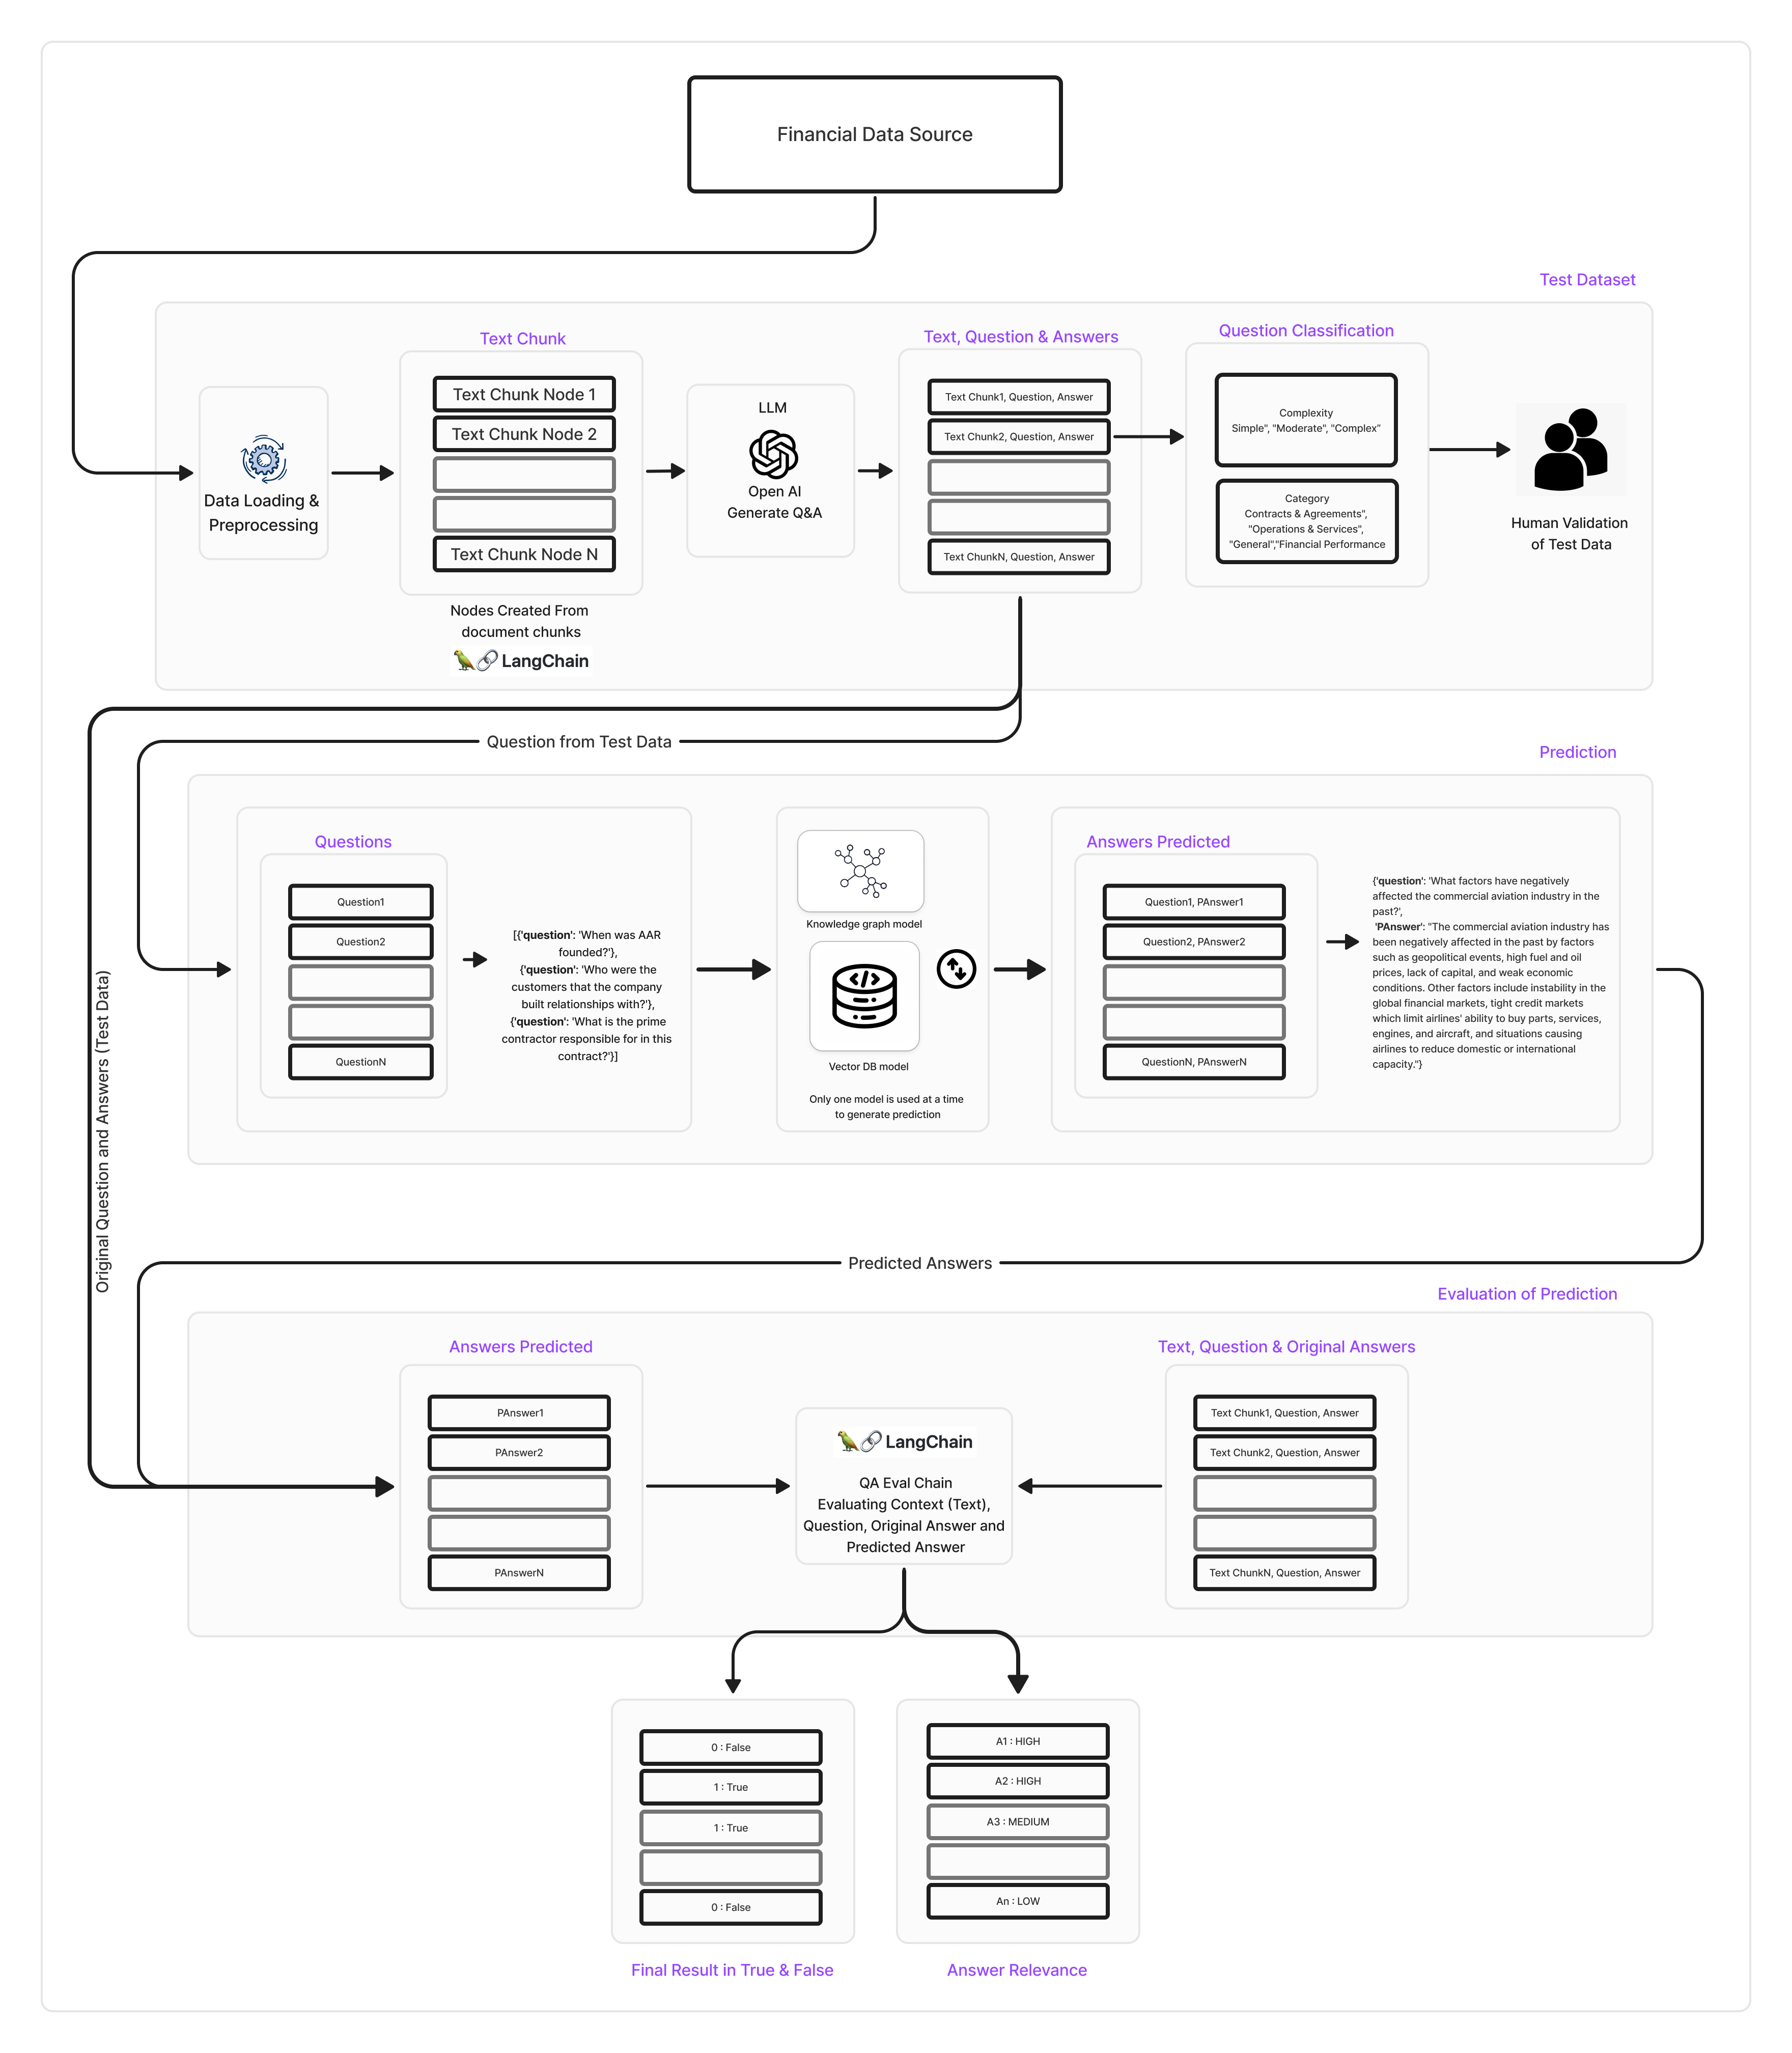 Financial Data Source
Test Dataset
Text Chunk
Text Chunk Node 1
Text Chunk Node 2
Text Chunk Node N
Nodes Created From
document chunks
LangChain
Data Loading &
Preprocessing
LLM
Open AI
Generate Q&A
Text, Question & Answers
Text Chunk1, Question, Answer
Text Chunk2, Question, Answer
Text ChunkN, Question, Answer
Question Classification
Complexity
Simple", "Moderate", "Complex"
Category
Contracts & Agreements",
"Operations & Services",
"General","Financial Performance
Human Validation
of Test Data
Question from Test Data
Original Question and Answers (Test Data)
Prediction
Questions
Question1
Question2
QuestionN
[{'question': 'When was AAR
founded?'},
{'question': 'Who were the
customers that the company
built relationships with?'},
{'question': 'What is the prime
contractor responsible for in this
contract?'}]
Knowledge graph model
Vector DB model
Only one model is used at a time
to generate prediction
Answers Predicted
Question1, PAnswer1
Question2, PAnswer2
QuestionN, PAnswerN
{'question': 'What factors have negatively
affected the commercial aviation industry in the
past?',
'PAnswer': "The commercial aviation industry has
been negatively affected in the past by factors
such as geopolitical events, high fuel and oil
prices, lack of capital, and weak economic
conditions. Other factors include instability in the
global financial markets, tight credit markets
which limit airlines' ability to buy parts, services,
engines, and aircraft, and situations causing
airlines to reduce domestic or international
capacity."}
Predicted Answers
Evaluation of Prediction
Answers Predicted
PAnswer1
PAnswer2
PAnswerN
LangChain
QA Eval Chain
Evaluating Context (Text),
Question, Original Answer and
Predicted Answer
Text, Question & Original Answers
Text Chunk1, Question, Answer
Text Chunk2, Question, Answer
Text ChunkN, Question, Answer
0 : False
1 : True
1 : True
0 : False
Final Result in True & False
A1 : HIGH
A2 : HIGH
A3 : MEDIUM
An : LOW
Answer Relevance